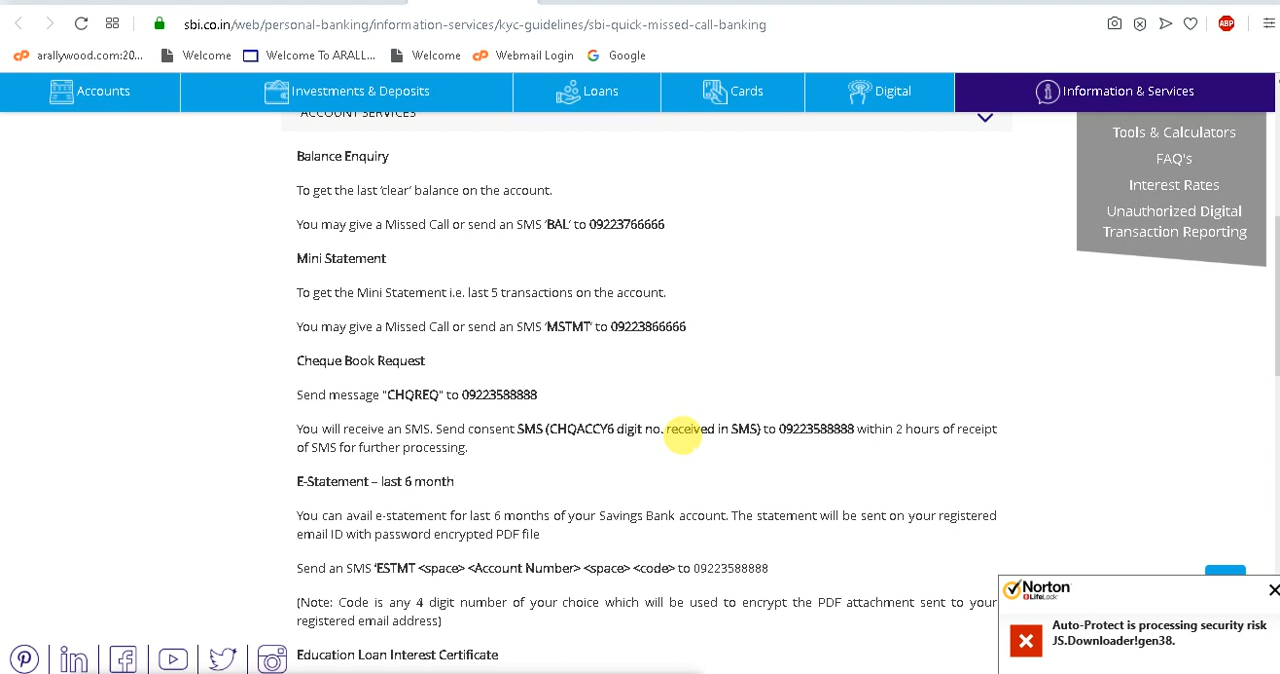 sbi.co.in/web/personal-banking/information-services/kyc-guidelines/sbi-quick-missed-call-banking
ABP
arallywood.com:20... Welcome Welcome To ARALL... Welcome Webmail Login Google
Accounts Investments & Deposits Loans Cards Digital Information & Services
ACCOUNT SERVICES
Tools & Calculators
FAQ's
Interest Rates
Unauthorized Digital
Transaction Reporting
Balance Enquiry
To get the last ‘clear’ balance on the account.
You may give a Missed Call or send an SMS ‘BAL’ to 09223766666
Mini Statement
To get the Mini Statement i.e. last 5 transactions on the account.
You may give a Missed Call or send an SMS ‘MSTMT’ to 09223866666
Cheque Book Request
Send message "CHQREQ" to 09223588888
You will receive an SMS. Send consent SMS (CHQACCY6 digit no. received in SMS) to 09223588888 within 2 hours of receipt
of SMS for further processing.
E-Statement – last 6 month
You can avail e-statement for last 6 months of your Savings Bank account. The statement will be sent on your registered
email ID with password encrypted PDF file
Send an SMS ‘ESTMT <space> <Account Number> <space> <code> to 09223588888
(Note: Code is any 4 digit number of your choice which will be used to encrypt the PDF attachment sent to your
registered email address)
Education Loan Interest Certificate
Norton
LifeLock
Auto-Protect is processing security risk
JS.Downloader!gen38.